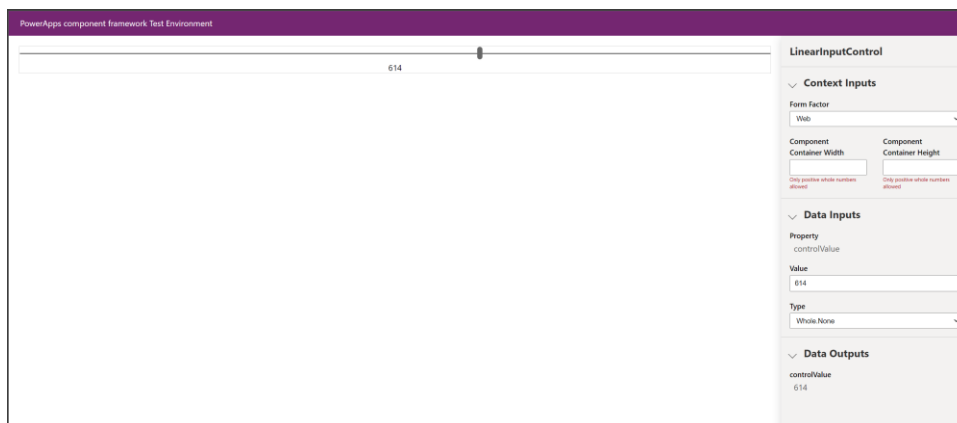 PowerApps component framework Test Environment
614
LinearInputControl
Context Inputs
Form Factor
Web
Component
Container Width
Component
Container Height
Only positive whole numbers
allowed
Only positive whole numbers
allowed
Data Inputs
Property
controlValue
Value
614
Type
Whole.None
Data Outputs
controlValue
614